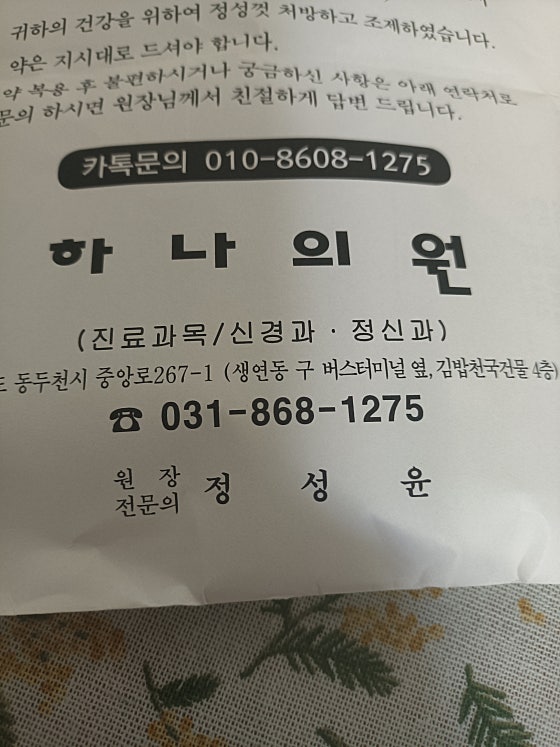 귀하의 건강을 위하여 정성껏 처방하고 조제하였습니다.
약은 지시대로 드셔야 합니다.
약 복용 후 불편하시거나 궁금하신 사항은 아래 연락처로
문의 하시면 원장님께서 친절하게 답변 드립니다.
카톡문의 010-8608-1275
하나의원
(진료과목/신경과 · 정신과)
동두천시 중앙로267-1 (생연동 구 버스터미널 옆, 김밥천국건물 4층)
☎ 031-868-1275
원장
전문의 정성윤